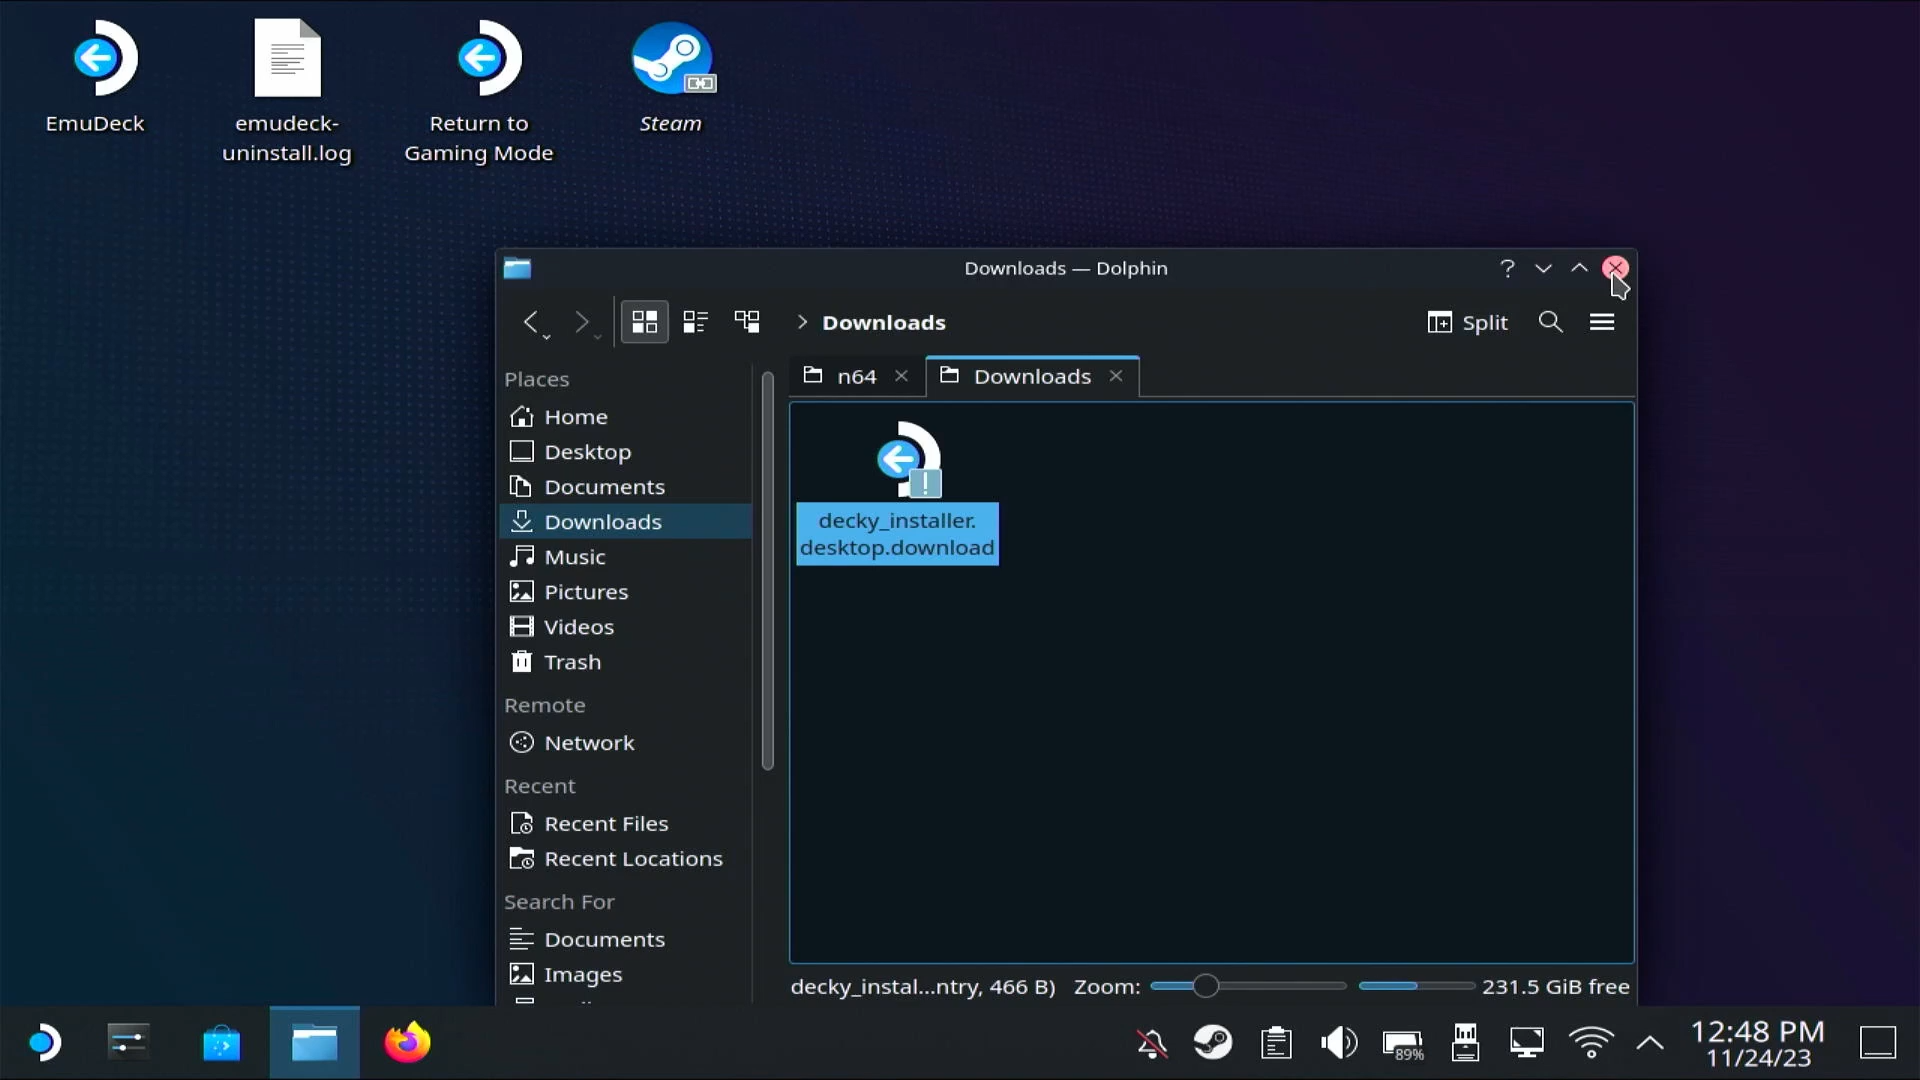 EmuDeck
emudeck-
uninstall.log
Return to
Gaming Mode
Steam
Downloads — Dolphin
Downloads
Split
Places
Home
Desktop
Documents
Downloads
Music
Pictures
Videos
Trash
Remote
Network
Recent
Recent Files
Recent Locations
Search For
Documents
Images
n64
Downloads
decky_installer.
desktop.download
decky_instal...ntry, 466 B)
Zoom:
231.5 GiB free
89%
12:48 PM
11/24/23